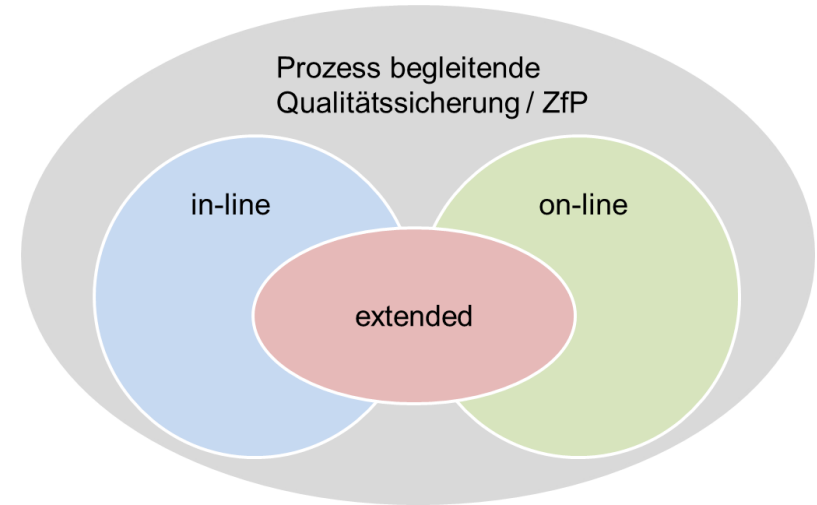 Prozess begleitende
Qualitätssicherung / ZfP
in-line
on-line
extended